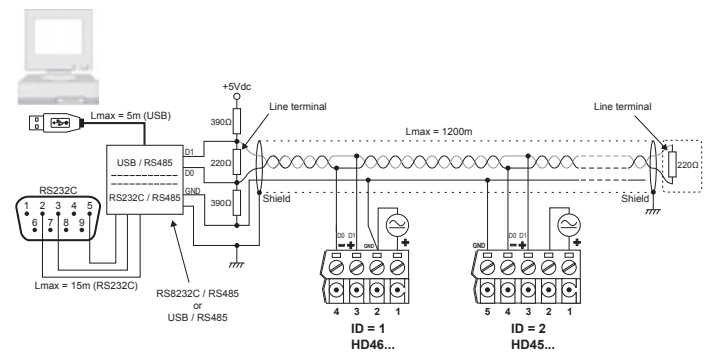 +5Vdc
Lmax = 5m (USB)
390Ω
Line terminal
Line terminal
Lmax = 1200m
D1
USB / RS485
220Ω
220Ω
D0
RS232C
GND
RS232C / RS485
390Ω
Shield
Shield
1 2 3 4 5
6 7 8 9
D0 D1
GND
GND
D0 D1
Lmax = 15m (RS232C)
RS8232C / RS485
or
USB / RS485
4 3 2 1
5 4 3 2 1
ID = 1
HD46...
ID = 2
HD45...